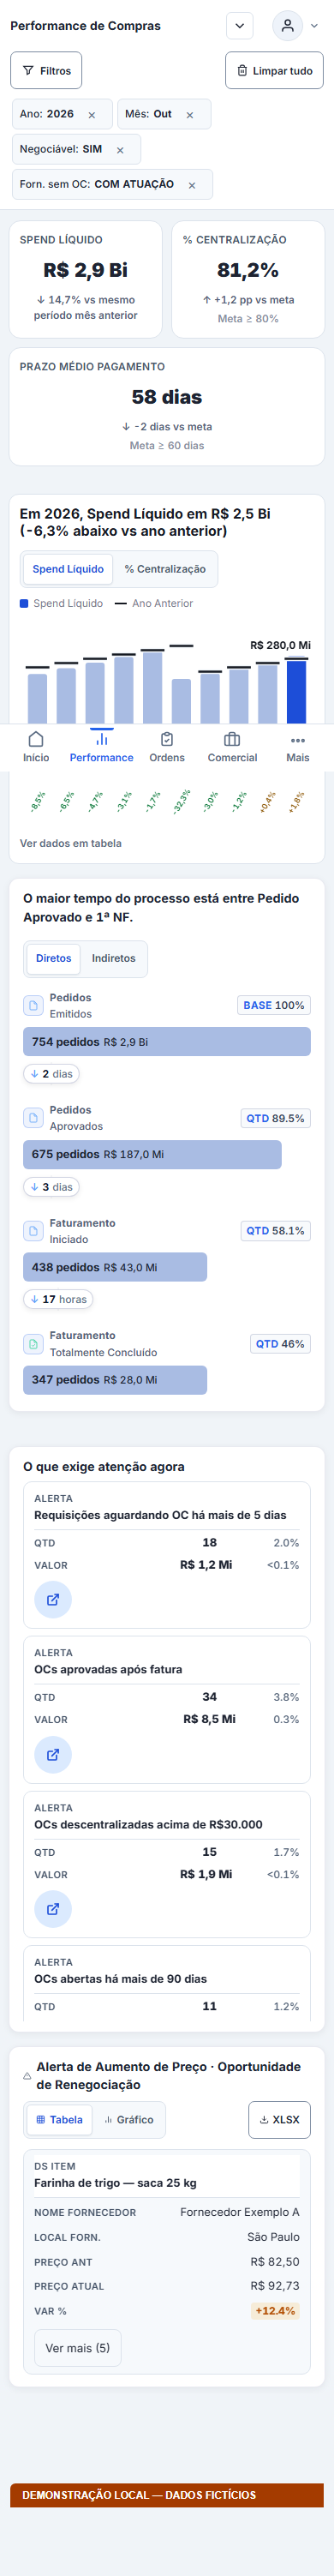 Performance de Compras
Filtros
Limpar tudo
Ano: 2026 ×
Mês: Out ×
Negociável: SIM ×
Forn. sem OC: COM ATUAÇÃO ×
SPEND LÍQUIDO
R$ 2,9 Bi
↓ 14,7% vs mesmo
período mês anterior
% CENTRALIZAÇÃO
81,2%
↑ +1,2 pp vs meta
Meta ≥ 80%
PRAZO MÉDIO PAGAMENTO
58 dias
↓ -2 dias vs meta
Meta ≥ 60 dias
Em 2026, Spend Líquido em R$ 2,5 Bi
(-6,3% abaixo vs ano anterior)
Spend Líquido
% Centralização
Spend Líquido
Ano Anterior
R$ 280,0 Mi
Início
Performance
Ordens
Comercial
Mais
-8,5%
-6,5%
-4,7%
-3,1%
-1,7%
-32,3%
-3,0%
-1,2%
+0,4%
+1,8%
Ver dados em tabela
O maior tempo do processo está entre Pedido
Aprovado e 1ª NF.
Diretos
Indiretos
Pedidos
Emitidos
BASE 100%
754 pedidos R$ 2,9 Bi
↓ 2 dias
Pedidos
Aprovados
QTD 89.5%
675 pedidos R$ 187,0 Mi
↓ 3 dias
Faturamento
Iniciado
QTD 58.1%
438 pedidos R$ 43,0 Mi
↓ 17 horas
Faturamento
Totalmente Concluído
QTD 46%
347 pedidos R$ 28,0 Mi
O que exige atenção agora
ALERTA
Requisições aguardando OC há mais de 5 dias
QTD 18 2.0%
VALOR R$ 1,2 Mi <0.1%
ALERTA
OCs aprovadas após fatura
QTD 34 3.8%
VALOR R$ 8,5 Mi 0.3%
ALERTA
OCs descentralizadas acima de R$30.000
QTD 15 1.7%
VALOR R$ 1,9 Mi <0.1%
ALERTA
OCs abertas há mais de 90 dias
QTD 11 1.2%
Alerta de Aumento de Preço · Oportunidade
de Renegociação
Tabela
Gráfico
XLSX
DS ITEM
Farinha de trigo — saca 25 kg
NOME FORNECEDOR Fornecedor Exemplo A
LOCAL FORN. São Paulo
PREÇO ANT R$ 82,50
PREÇO ATUAL R$ 92,73
VAR % +12.4%
Ver mais (5)
DEMONSTRAÇÃO LOCAL — DADOS FICTÍCIOS